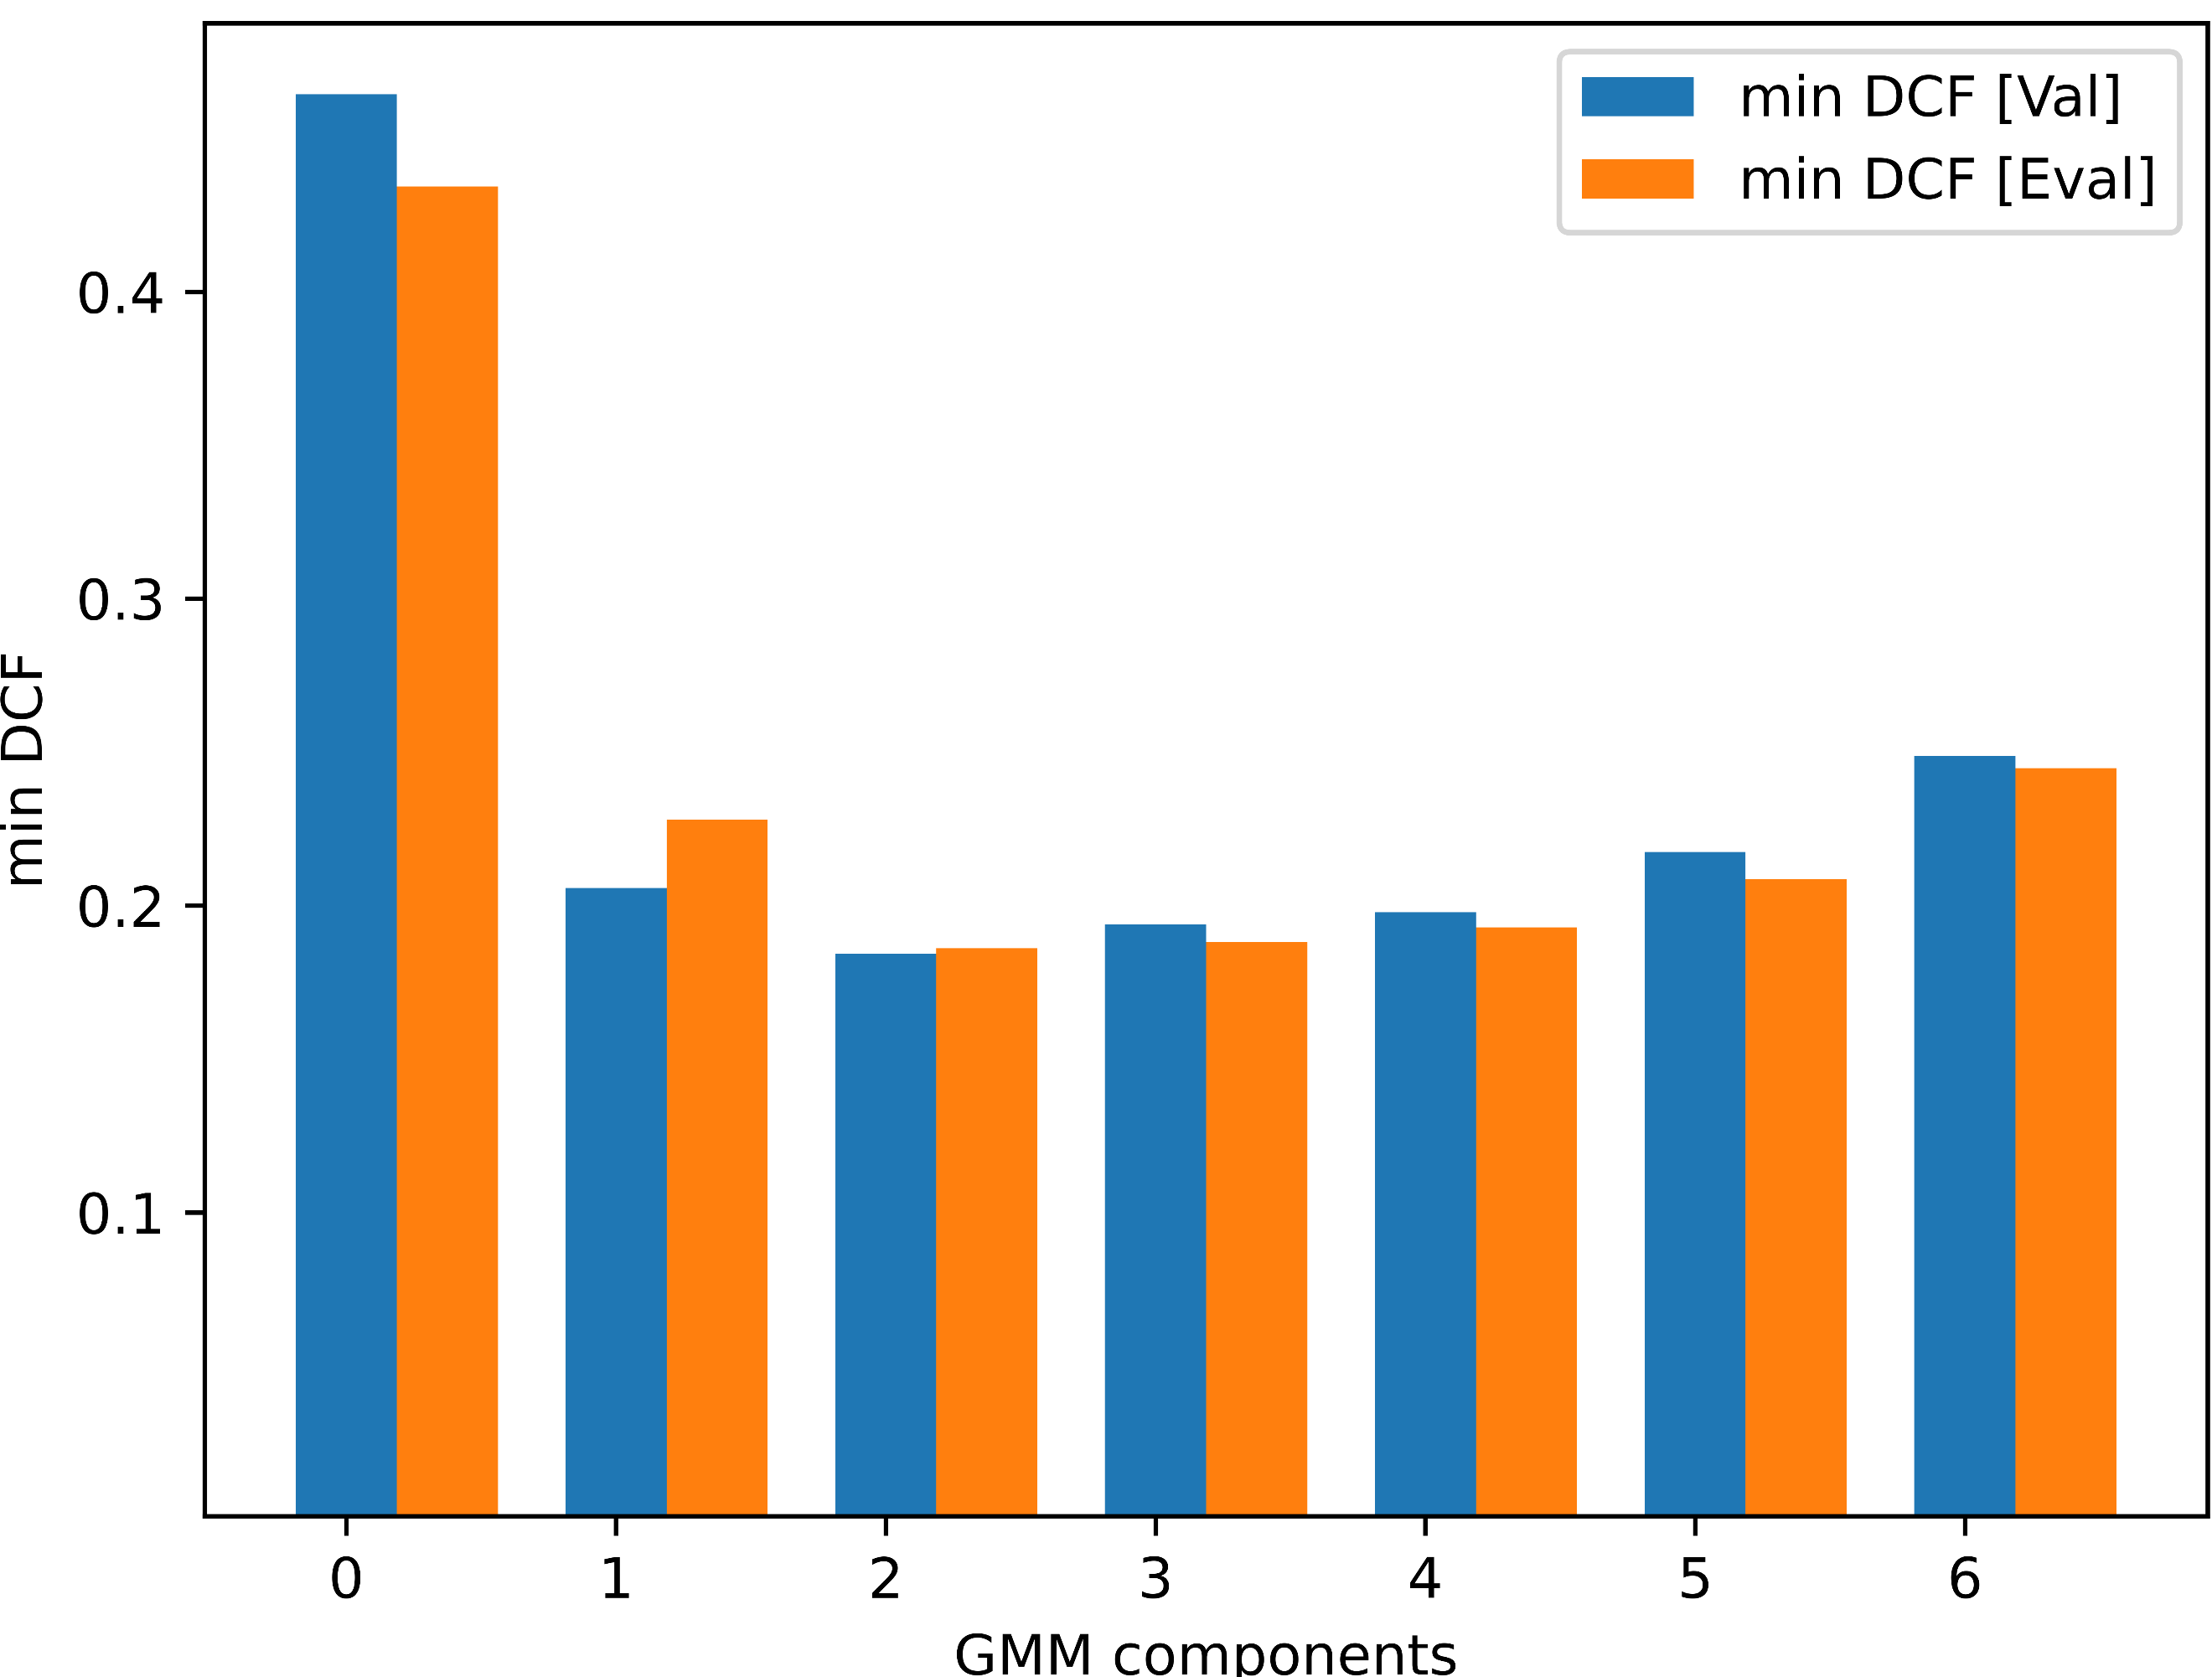 min DCF [Val]
min DCF [Eval]
min DCF
0.4
0.3
0.2
0.1
0 1 2 3 4 5 6
GMM components